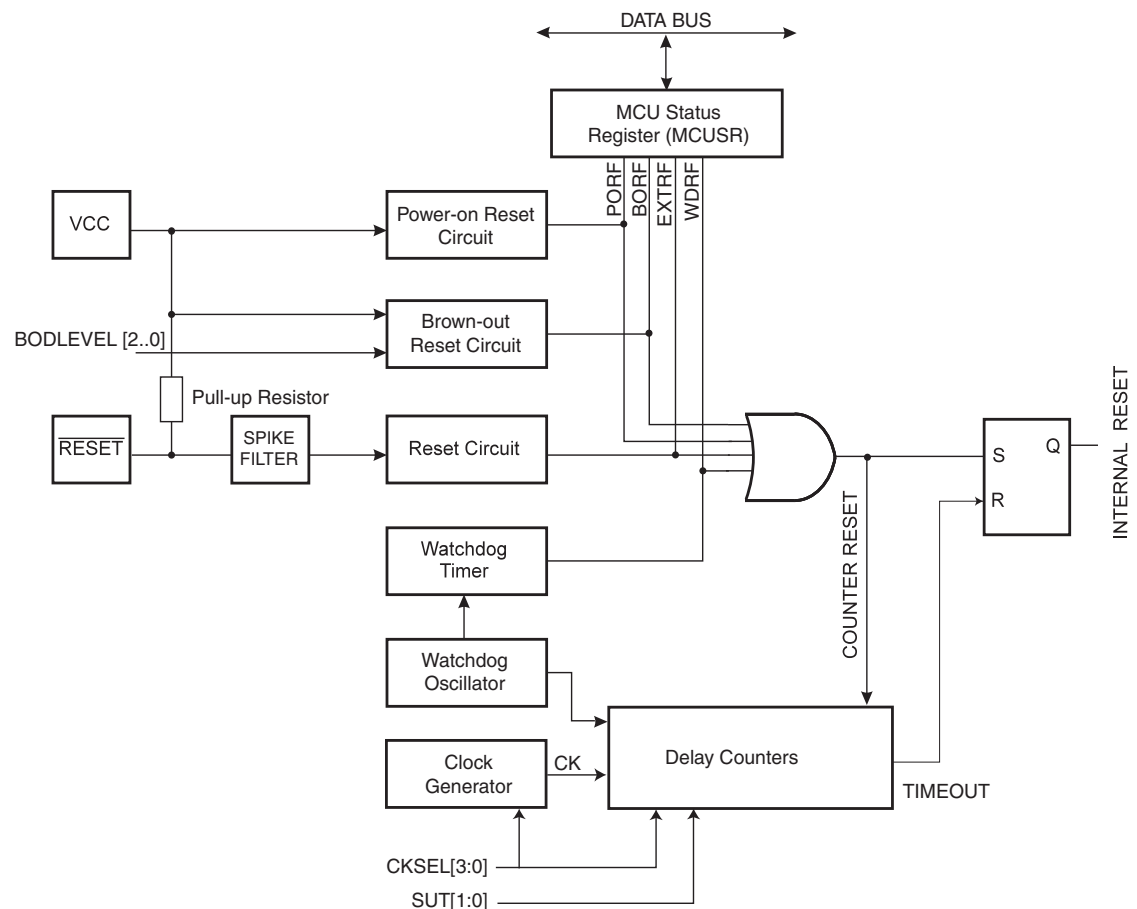 DATA BUS
MCU Status
Register (MCUSR)
PORF
BORF
EXTRF
WDRF
VCC
Power-on Reset
Circuit
BODLEVEL [2..0]
Brown-out
Reset Circuit
Pull-up Resistor
RESET
SPIKE
FILTER
Reset Circuit
S
Q
R
INTERNAL RESET
Watchdog
Timer
COUNTER RESET
Watchdog
Oscillator
Clock
Generator
CK
Delay Counters
TIMEOUT
CKSEL[3:0]
SUT[1:0]